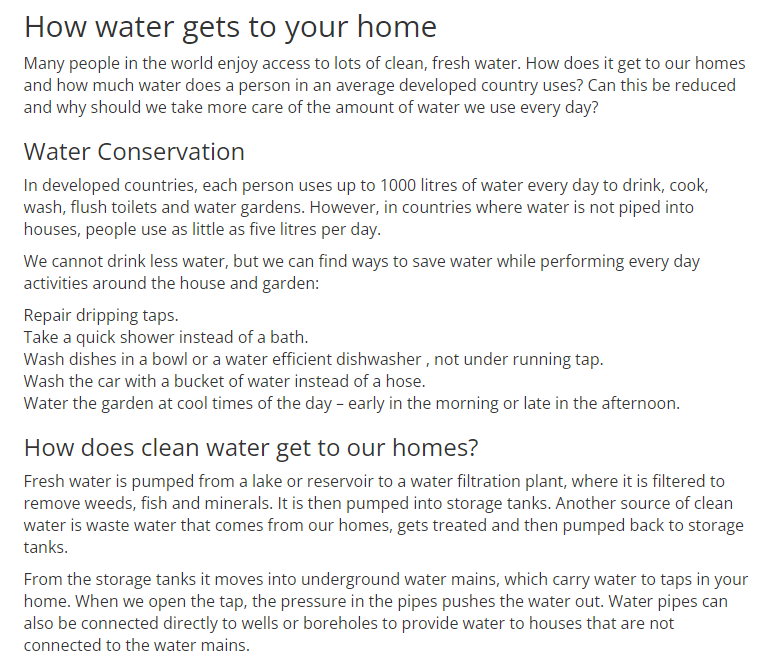 How water gets to your home
Many people in the world enjoy access to lots of clean, fresh water. How does it get to our homes
and how much water does a person in an average developed country uses? Can this be reduced
and why should we take more care of the amount of water we use every day?
Water Conservation
In developed countries, each person uses up to 1000 litres of water every day to drink, cook,
wash, flush toilets and water gardens. However, in countries where water is not piped into
houses, people use as little as five litres per day.
We cannot drink less water, but we can find ways to save water while performing every day
activities around the house and garden:
Repair dripping taps.
Take a quick shower instead of a bath.
Wash dishes in a bowl or a water efficient dishwasher , not under running tap.
Wash the car with a bucket of water instead of a hose.
Water the garden at cool times of the day – early in the morning or late in the afternoon.
How does clean water get to our homes?
Fresh water is pumped from a lake or reservoir to a water filtration plant, where it is filtered to
remove weeds, fish and minerals. It is then pumped into storage tanks. Another source of clean
water is waste water that comes from our homes, gets treated and then pumped back to storage
tanks.
From the storage tanks it moves into underground water mains, which carry water to taps in your
home. When we open the tap, the pressure in the pipes pushes the water out. Water pipes can
also be connected directly to wells or boreholes to provide water to houses that are not
connected to the water mains.